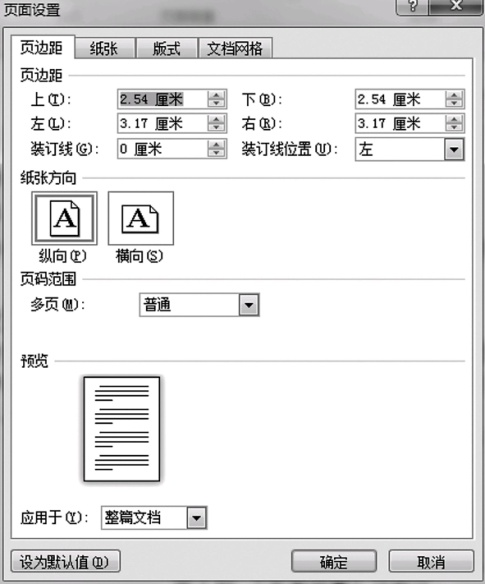 页面设置
页边距 纸张 版式 文档网格
页边距
上(T): 2.54 厘米 下(B): 2.54 厘米
左(L): 3.17 厘米 右(R): 3.17 厘米
装订线(G): 0 厘米 装订线位置(U): 左
纸张方向
A A
纵向(P) 横向(S)
页码范围
多页(M): 普通
预览
应用于(Y): 整篇文档
设为默认值(D) 确定 取消